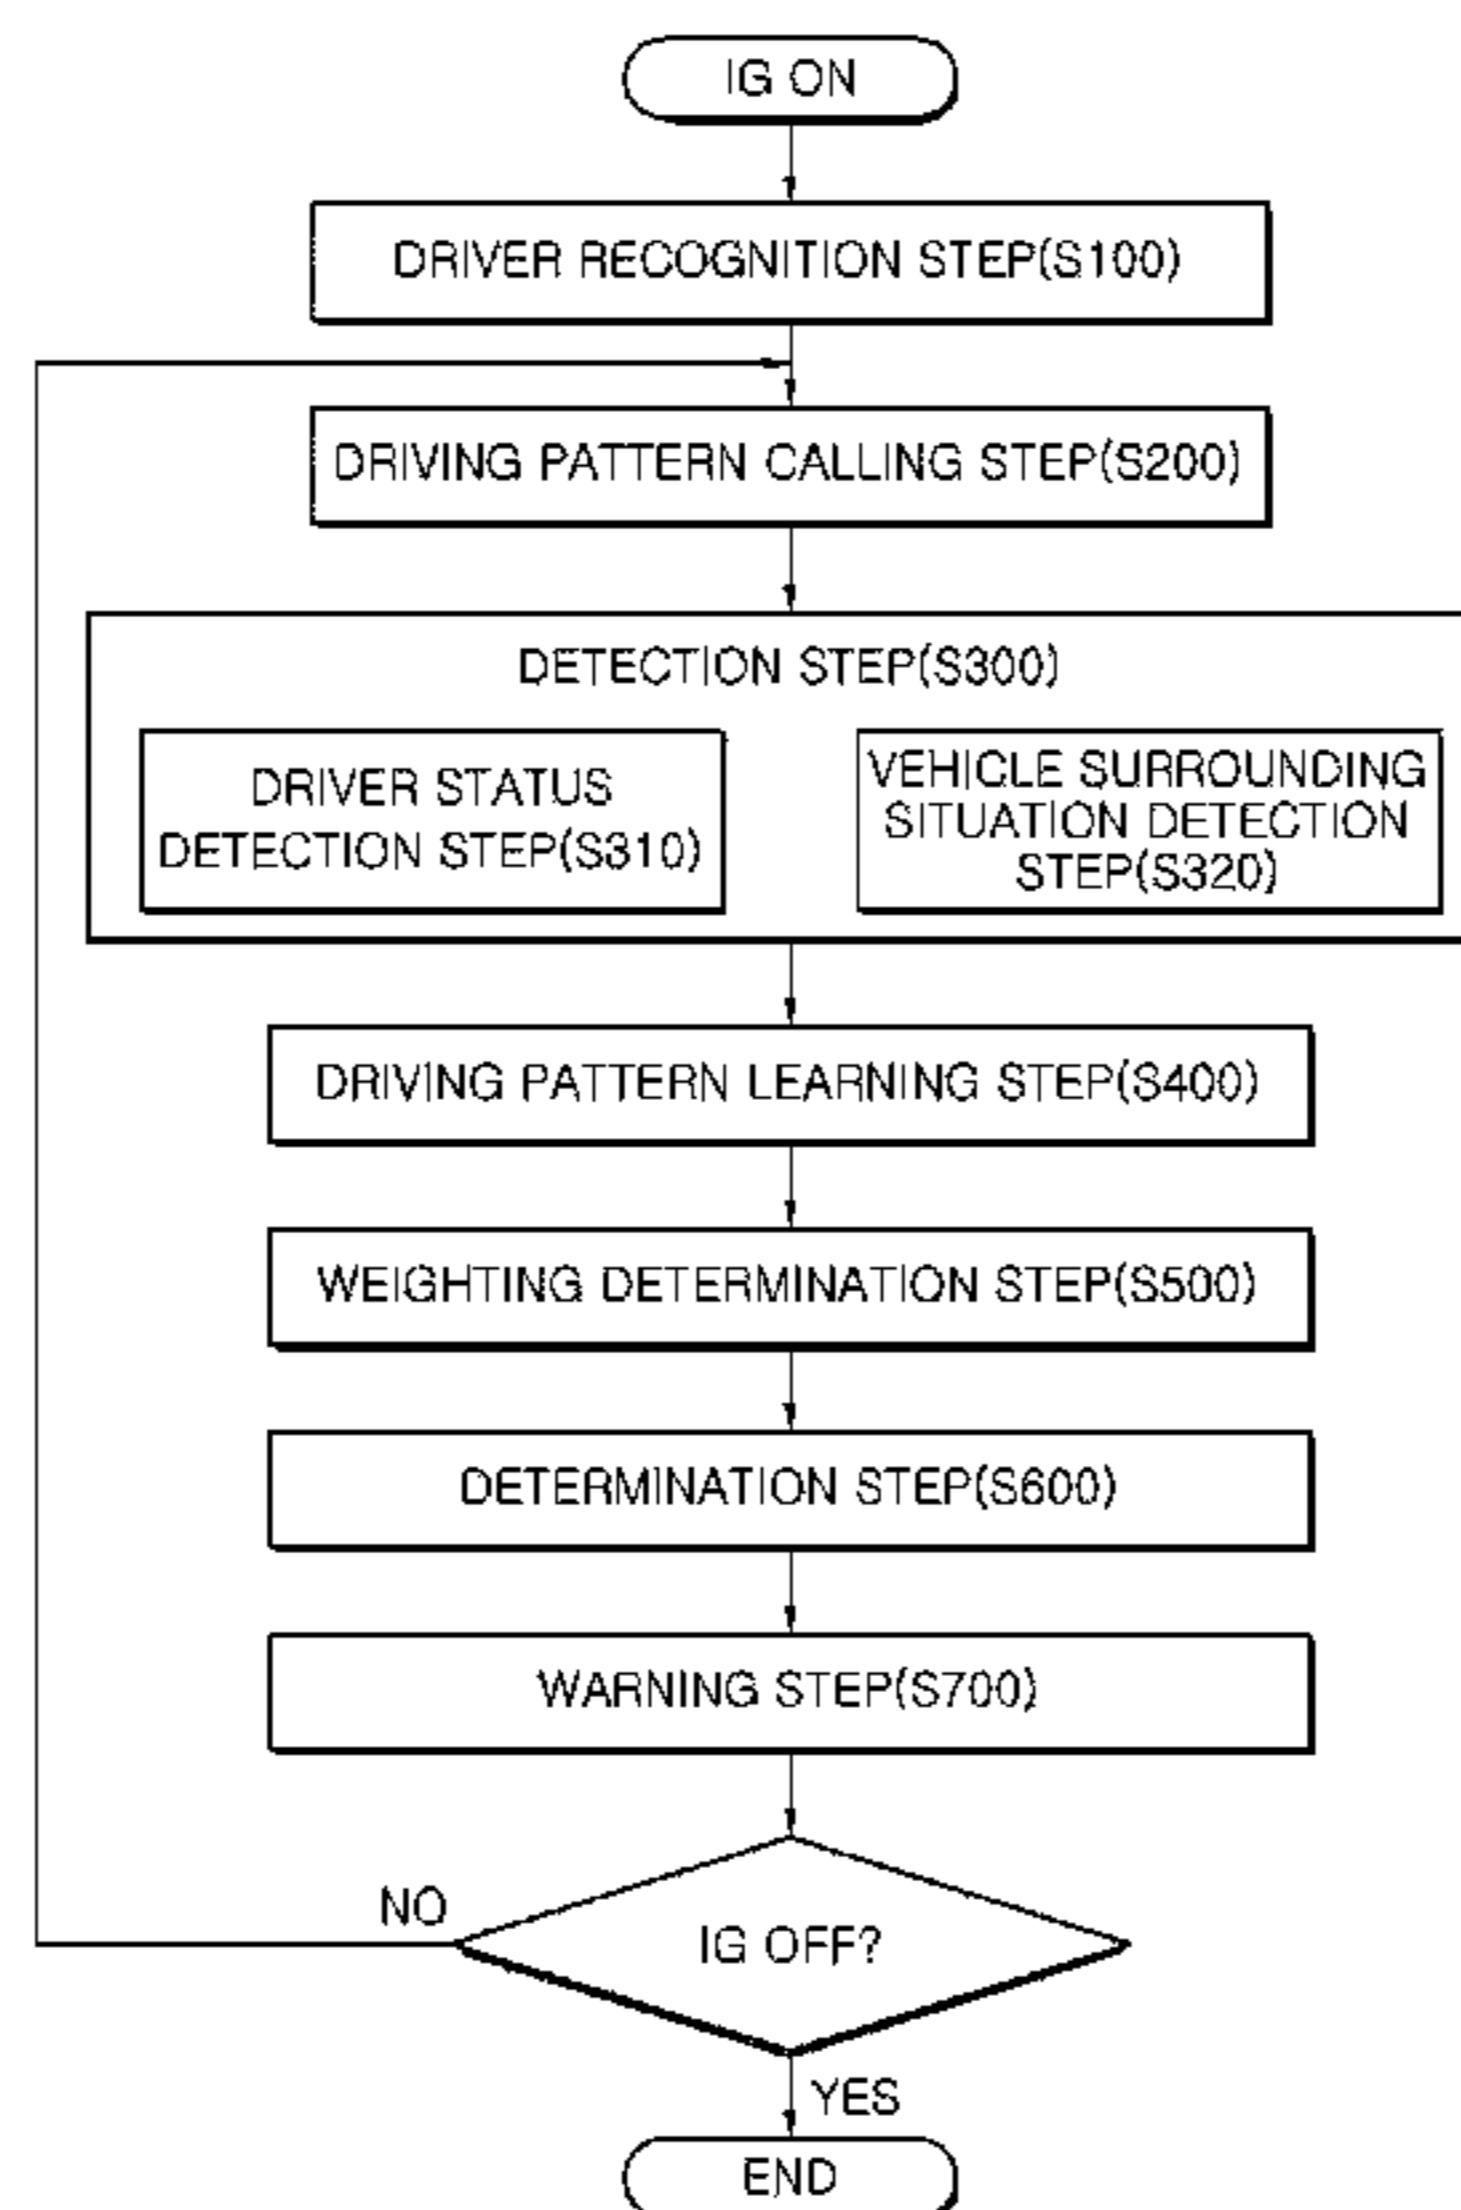 IG ON
DRIVER RECOGNITION STEP(S100)
DRIVING PATTERN CALLING STEP(S200)
DETECTION STEP(S300)
DRIVER STATUS
DETECTION STEP(S310)
VEHICLE SURROUNDING
SITUATION DETECTION
STEP(S320)
DRIVING PATTERN LEARNING STEP(S400)
WEIGHTING DETERMINATION STEP(S500)
DETERMINATION STEP(S600)
WARNING STEP(S700)
NO
IG OFF?
YES
END